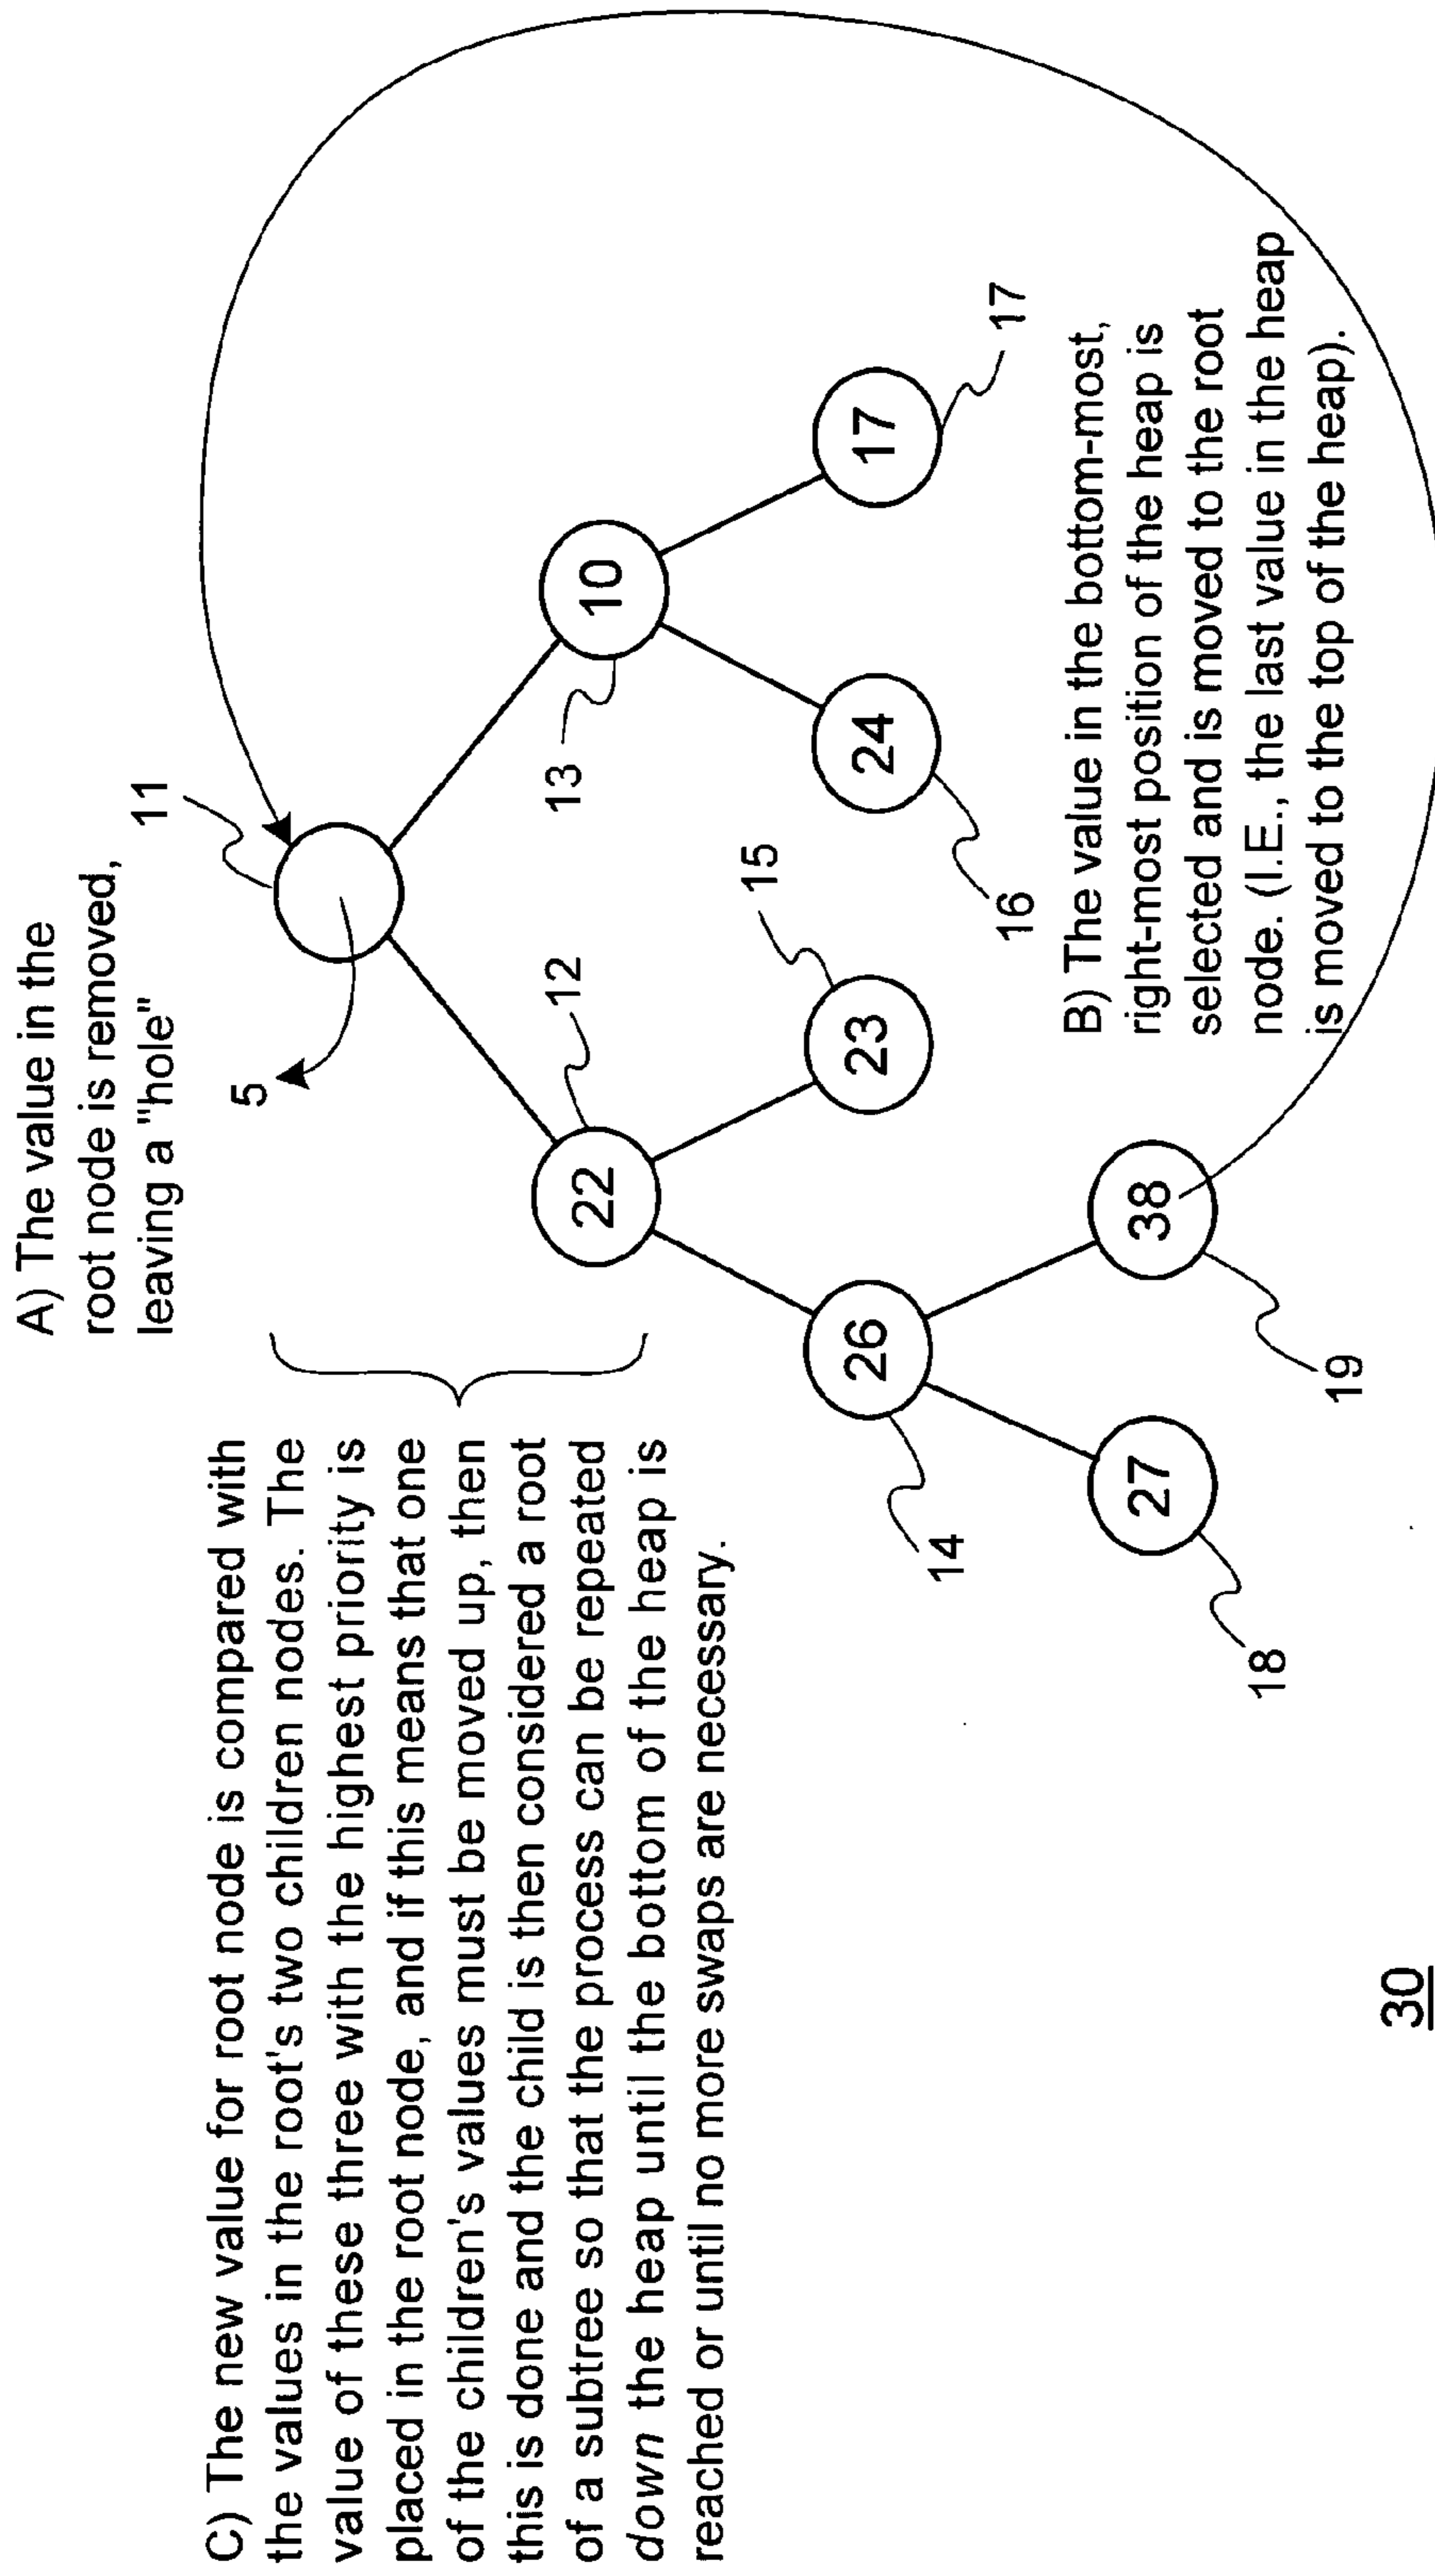 A) The value in the
root node is removed,
leaving a "hole"
5
11
C) The new value for root node is compared with
the values in the root's two children nodes. The
value of these three with the highest priority is
placed in the root node, and if this means that one
of the children's values must be moved up, then
this is done and the child is then considered a root
of a subtree so that the process can be repeated
down the heap until the bottom of the heap is
reached or until no more swaps are necessary.
12
13
22
10
15
14
26
23
24
17
17
16
18
27
38
19
B) The value in the bottom-most,
right-most position of the heap is
selected and is moved to the root
node. (I.E., the last value in the heap
is moved to the top of the heap).
30